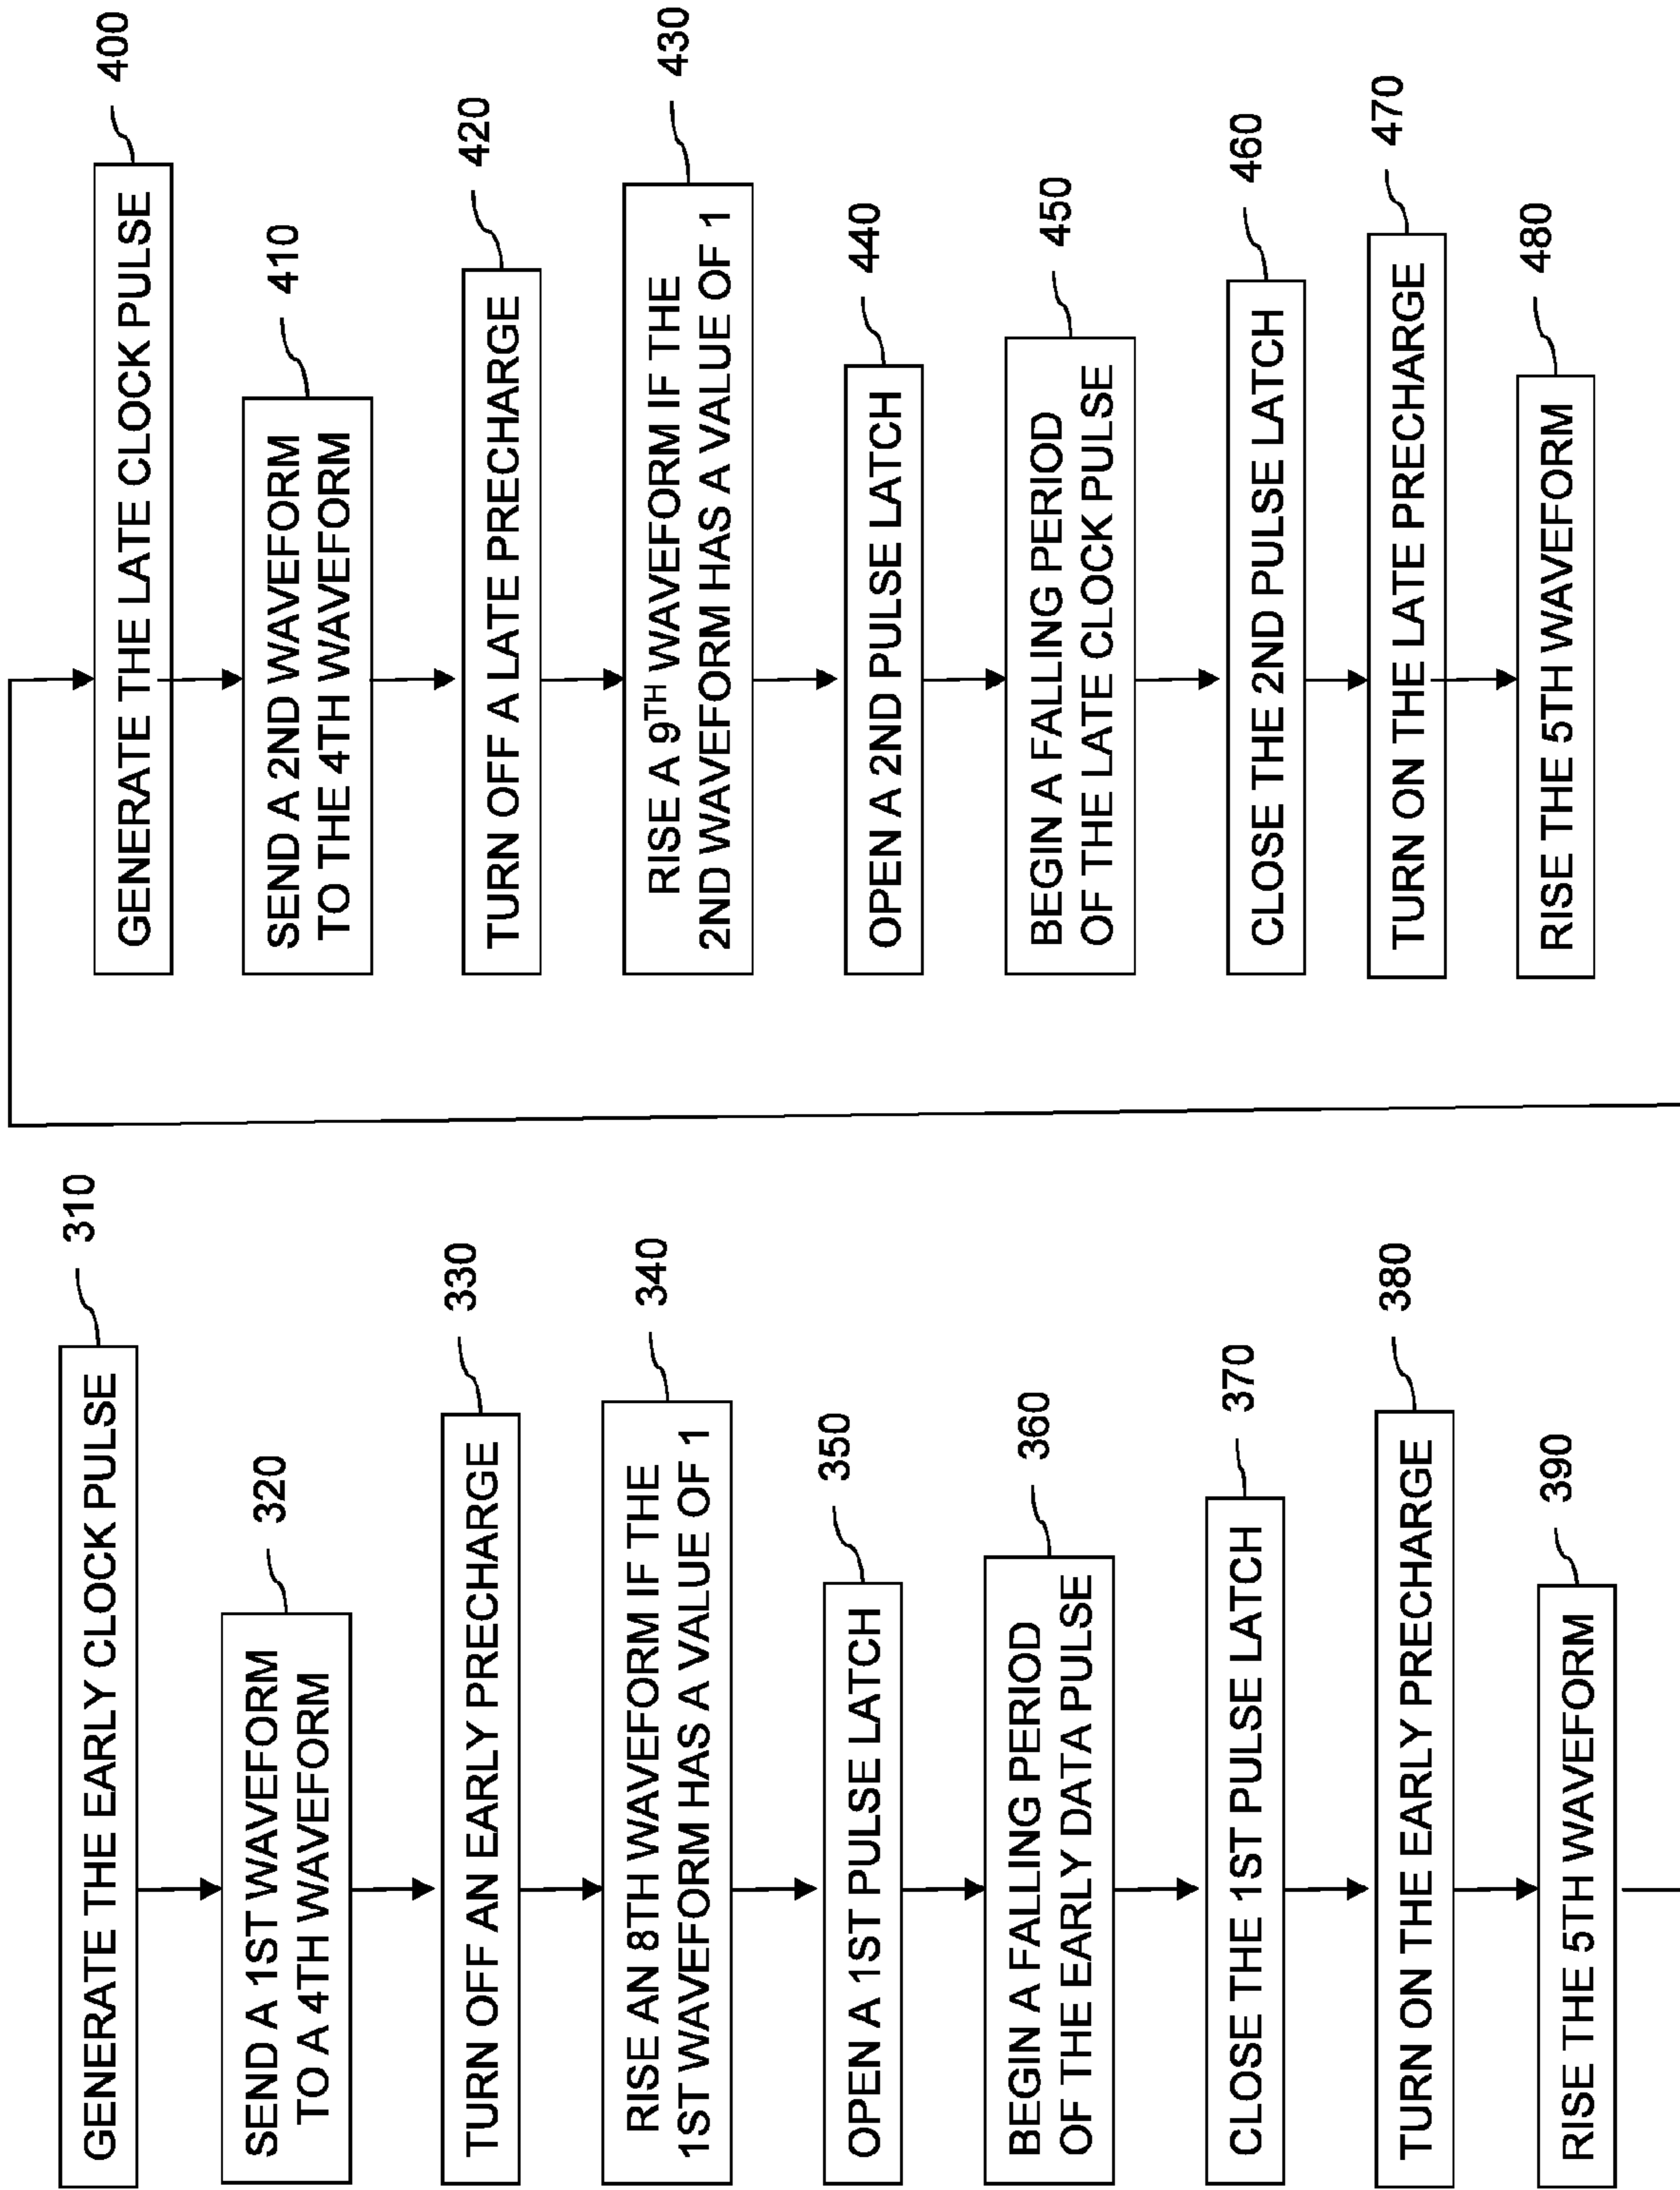 GENERATE THE EARLY CLOCK PULSE
310
SEND A 1ST WAVEFORM
TO A 4TH WAVEFORM
320
TURN OFF AN EARLY PRECHARGE
330
RISE AN 8TH WAVEFORM IF THE
1ST WAVEFORM HAS A VALUE OF 1
340
OPEN A 1ST PULSE LATCH
350
BEGIN A FALLING PERIOD
OF THE EARLY DATA PULSE
360
CLOSE THE 1ST PULSE LATCH
370
TURN ON THE EARLY PRECHARGE
380
RISE THE 5TH WAVEFORM
390
GENERATE THE LATE CLOCK PULSE
400
SEND A 2ND WAVEFORM
TO THE 4TH WAVEFORM
410
TURN OFF A LATE PRECHARGE
420
RISE A 9TH WAVEFORM IF THE
2ND WAVEFORM HAS A VALUE OF 1
430
OPEN A 2ND PULSE LATCH
440
BEGIN A FALLING PERIOD
OF THE LATE CLOCK PULSE
450
CLOSE THE 2ND PULSE LATCH
460
TURN ON THE LATE PRECHARGE
470
RISE THE 5TH WAVEFORM
480